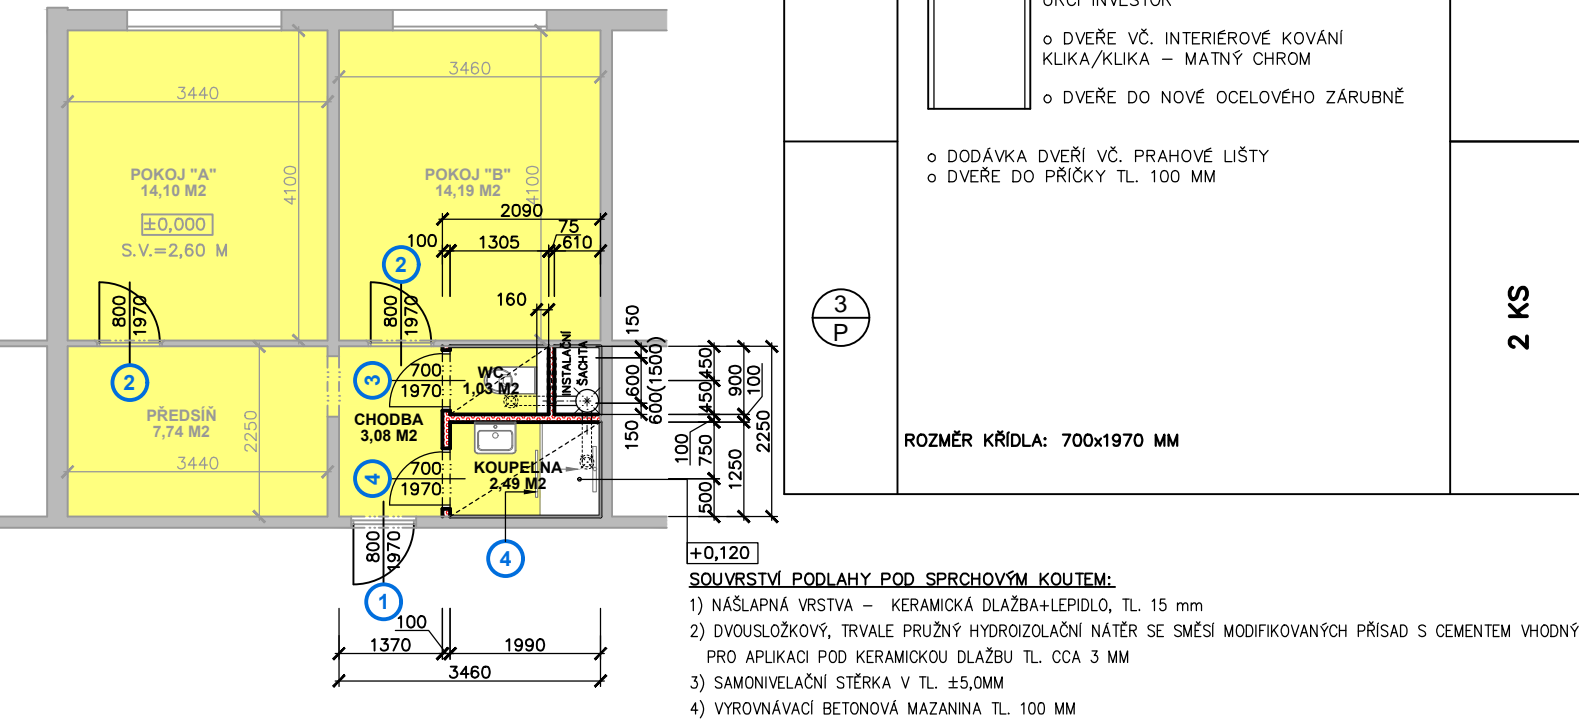 3440
3460
POKOJ "A"
14,10 M2
±0,000
S.V.=2,60 M
4100
POKOJ "B"
14,19 M2
4100
2090
75
100
1305
610
2
160
800
1970
800
1970
2
150
INSTALAČNÍ
ŠACHTA
3
700
1970
WC
1,03 M2
600
600(1500)
450
450
900
100
2250
PŘEDSÍŇ
7,74 M2
2250
3440
CHODBA
3,08 M2
150
100
750
500
1250
4
700
1970
KOUPELNA
2,49 M2
800
1970
4
1
+0,120
100
1370
1990
3460
URČÍ INVESTOR
o DVEŘE VČ. INTERIÉROVÉ KOVÁNÍ
KLIKA/KLIKA – MATNÝ CHROM
o DVEŘE DO NOVÉ OCELOVÉHO ZÁRUBNĚ
o DODÁVKA DVEŘÍ VČ. PRAHOVÉ LIŠTY
o DVEŘE DO PŘÍČKY TL. 100 MM
3
P
2 KS
ROZMĚR KŘÍDLA: 700x1970 MM
SOUVRSTVÍ PODLAHY POD SPRCHOVÝM KOUTEM:
1) NÁŠLAPNÁ VRSTVA – KERAMICKÁ DLAŽBA+LEPIDLO, TL. 15 mm
2) DVOUSLOŽKOVÝ, TRVALE PRUŽNÝ HYDROIZOLAČNÍ NÁTĚR SE SMĚSÍ MODIFIKOVANÝCH PŘÍSAD S CEMENTEM VHODNÝ
PRO APLIKACI POD KERAMICKOU DLAŽBU TL. CCA 3 MM
3) SAMONIVELAČNÍ STĚRKA V TL. ±5,0MM
4) VYROVNÁVACÍ BETONOVÁ MAZANINA TL. 100 MM